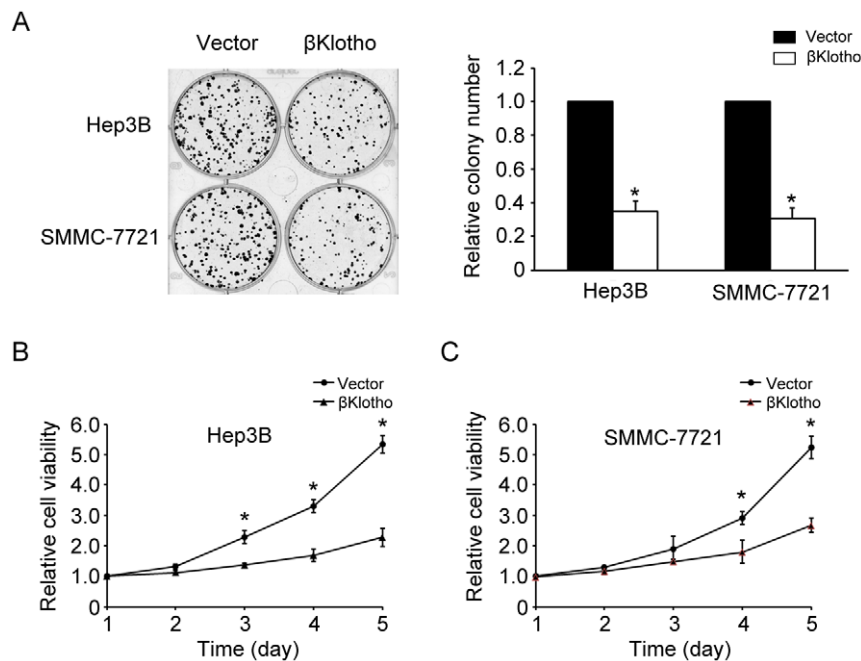 A
Vector βKlotho
Hep3B
SMMC-7721
Vector
βKlotho
Relative colony number
1.2
1.0
0.8
0.6
0.4
0.2
0
*
*
Hep3B SMMC-7721
B
Vector
βKlotho
Hep3B
Relative cell viability
6.0
5.0
4.0
3.0
2.0
1.0
0
*
*
*
1 2 3 4 5
Time (day)
C
Vector
βKlotho
SMMC-7721
Relative cell viability
6.0
5.0
4.0
3.0
2.0
1.0
0
*
*
1 2 3 4 5
Time (day)